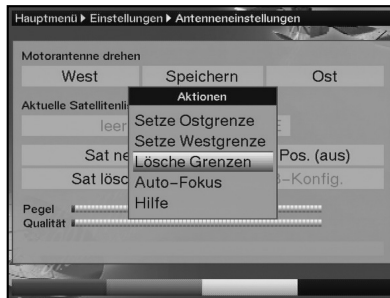 Hauptmenü ▸ Einstellungen ▸ Antenneneinstellungen
Motorantenne drehen
West Speichern Ost
Aktuelle Satellitenli
leer E
Aktionen
Setze Ostgrenze
Setze Westgrenze
Lösche Grenzen
Auto-Fokus
Hilfe
Sat ne Pos. (aus)
Sat lösc -Konfig.
Pegel
Qualität